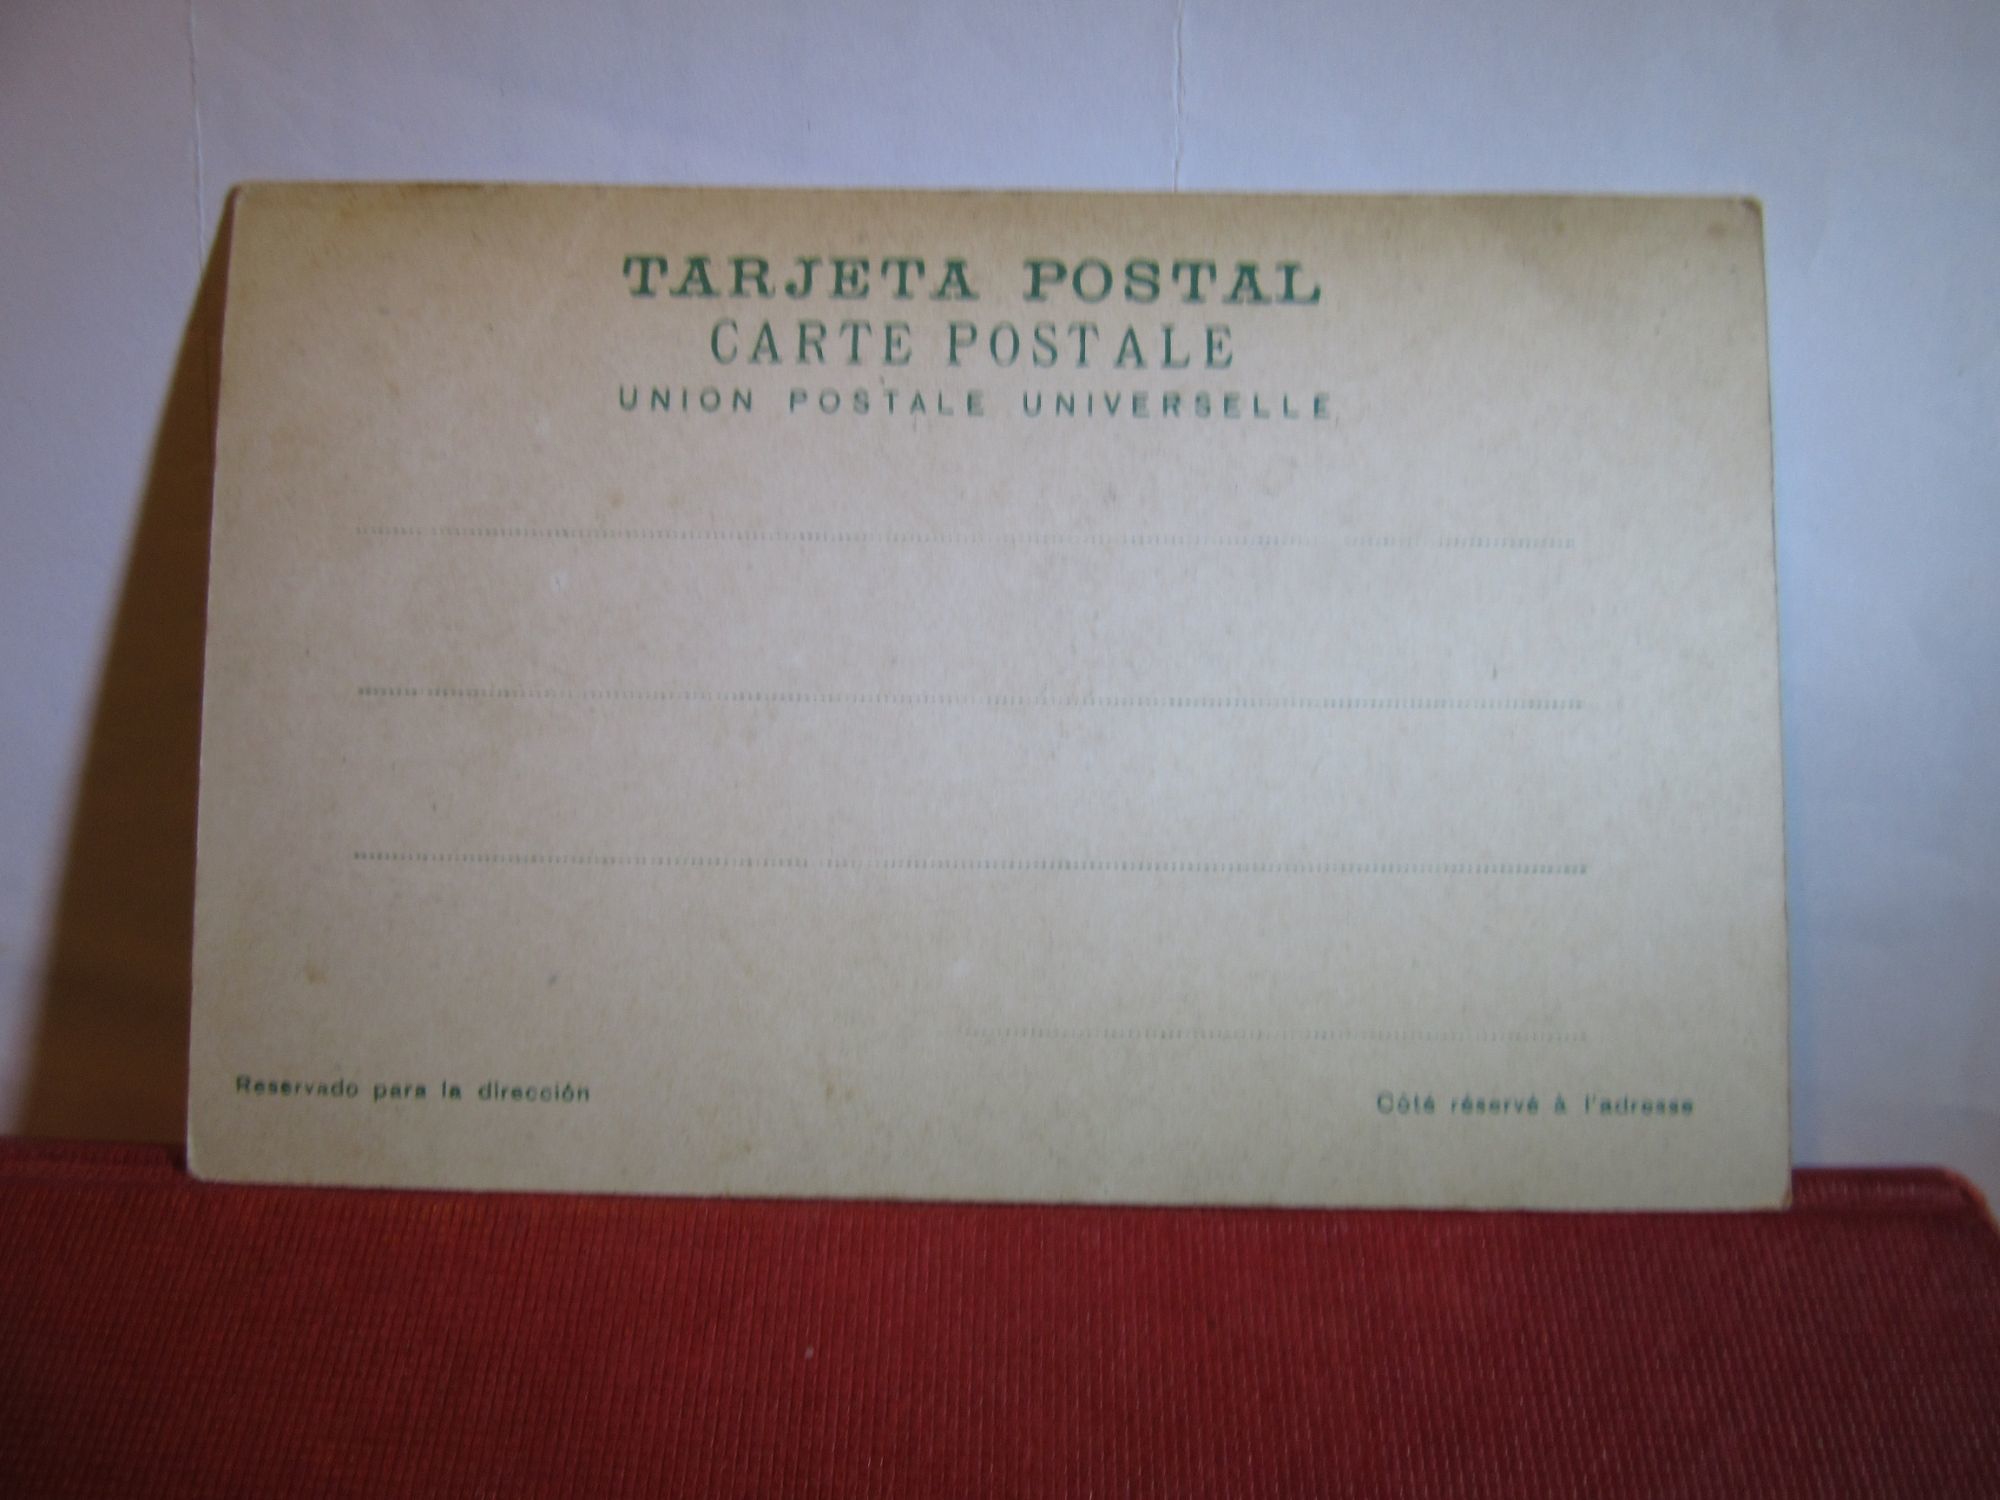 TARJETA POSTAL
CARTE POSTALE
UNION POSTALE UNIVERSELLE
Reservado para la dirección
Côté réservé à l'adresse